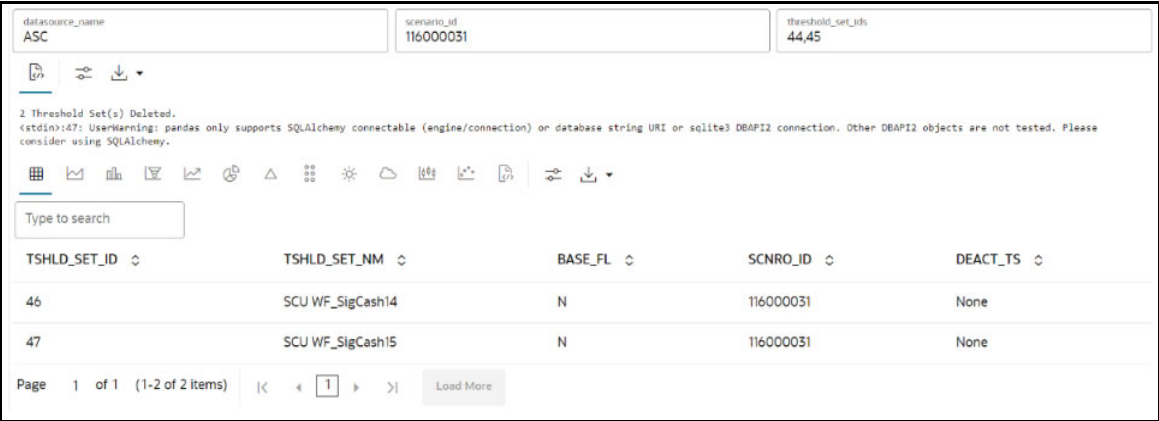 datasource_name scenario_id threshold_set_ids
ASC 116000031 44,45
2 Threshold Set(s) Deleted.
<stdin>:47: UserWarning: pandas only supports SQLAlchemy connectable (engine/connection) or database string URI or sqlite3 DBAPI2 connection. Other DBAPI2 objects are not tested. Please
consider using SQLAlchemy.
Type to search
TSHLD_SET_ID TSHLD_SET_NM BASE_FL SCNRO_ID DEACT_TS
46 SCU WF_SigCash14 N 116000031 None
47 SCU WF_SigCash15 N 116000031 None
Page 1 of 1 (1-2 of 2 items) 1 Load More